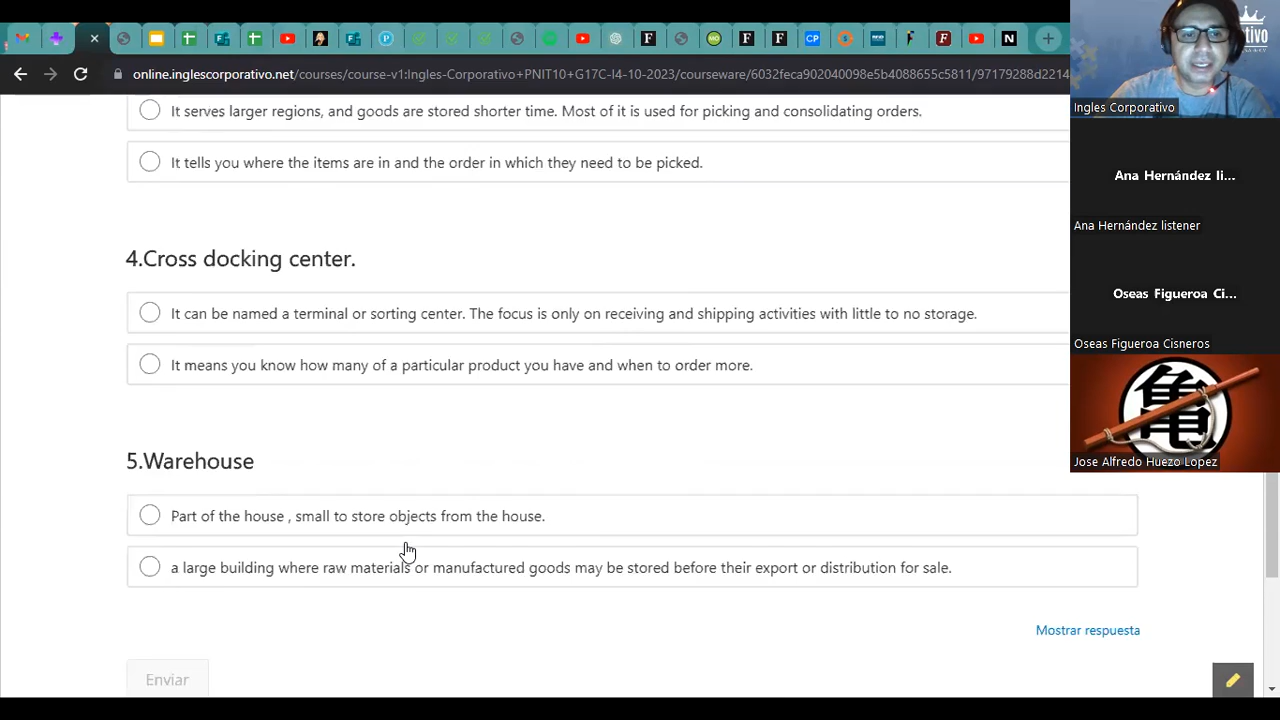 online.inglescorporativo.net/courses/course-v1:Ingles-Corporativo+PNIT10+G17C-I4-10-2023/courseware/6032feca902040098e5b4088655c5811/97179288d2214
It serves larger regions, and goods are stored shorter time. Most of it is used for picking and consolidating orders.
It tells you where the items are in and the order in which they need to be picked.
4.Cross docking center.
It can be named a terminal or sorting center. The focus is only on receiving and shipping activities with little to no storage.
It means you know how many of a particular product you have and when to order more.
5.Warehouse
Part of the house , small to store objects from the house.
a large building where raw materials or manufactured goods may be stored before their export or distribution for sale.
Mostrar respuesta
Enviar
Ingles Corporativo
Ana Hernández li...
Ana Hernández listener
Oseas Figueroa Ci...
Oseas Figueroa Cisneros
亀
Jose Alfredo Huezo Lopez